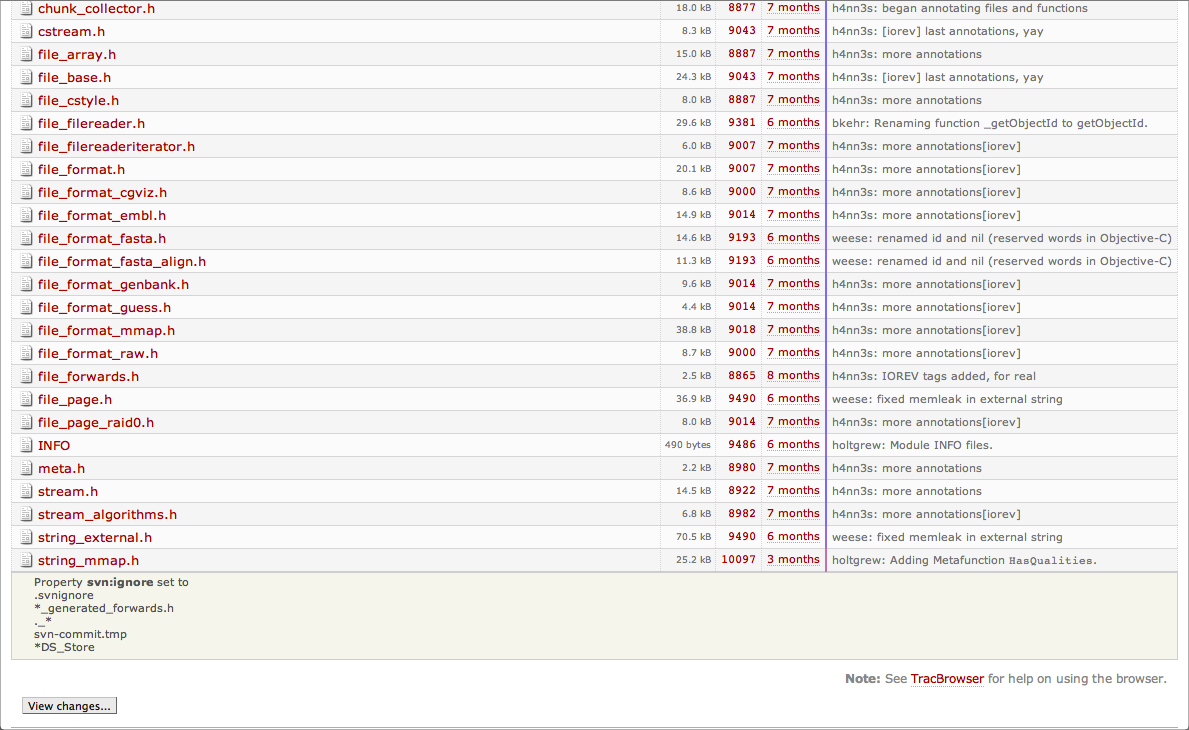 chunk_collector.h 18.0 kB 8877 7 months h4nn3s: began annotating files and functions
cstream.h 8.3 kB 9043 7 months h4nn3s: [iorev] last annotations, yay
file_array.h 15.0 kB 8887 7 months h4nn3s: more annotations
file_base.h 24.3 kB 9043 7 months h4nn3s: [iorev] last annotations, yay
file_cstyle.h 8.0 kB 8887 7 months h4nn3s: more annotations
file_filereader.h 29.6 kB 9381 6 months bkehr: Renaming function _getObjectId to getObjectId.
file_filereaderiterator.h 6.0 kB 9007 7 months h4nn3s: more annotations[iorev]
file_format.h 20.1 kB 9007 7 months h4nn3s: more annotations[iorev]
file_format_cgviz.h 8.6 kB 9000 7 months h4nn3s: more annotations[iorev]
file_format_embl.h 14.9 kB 9014 7 months h4nn3s: more annotations[iorev]
file_format_fasta.h 14.6 kB 9193 6 months weese: renamed id and nil (reserved words in Objective-C)
file_format_fasta_align.h 11.3 kB 9193 6 months weese: renamed id and nil (reserved words in Objective-C)
file_format_genbank.h 9.6 kB 9014 7 months h4nn3s: more annotations[iorev]
file_format_guess.h 4.4 kB 9014 7 months h4nn3s: more annotations[iorev]
file_format_mmap.h 38.8 kB 9018 7 months h4nn3s: more annotations[iorev]
file_format_raw.h 8.7 kB 9000 7 months h4nn3s: more annotations[iorev]
file_forwards.h 2.5 kB 8865 8 months h4nn3s: IOREV tags added, for real
file_page.h 36.9 kB 9490 6 months weese: fixed memleak in external string
file_page_raid0.h 8.0 kB 9014 7 months h4nn3s: more annotations[iorev]
INFO 490 bytes 9486 6 months holtgrew: Module INFO files.
meta.h 2.2 kB 8980 7 months h4nn3s: more annotations
stream.h 14.5 kB 8922 7 months h4nn3s: more annotations
stream_algorithms.h 6.8 kB 8982 7 months h4nn3s: more annotations[iorev]
string_external.h 70.5 kB 9490 6 months weese: fixed memleak in external string
string_mmap.h 25.2 kB 10097 3 months holtgrew: Adding Metafunction HasQualities.
Property svn:ignore set to
.svnignore
*_generated_forwards.h
._*
svn-commit.tmp
*DS_Store
Note: See TracBrowser for help on using the browser.
View changes...